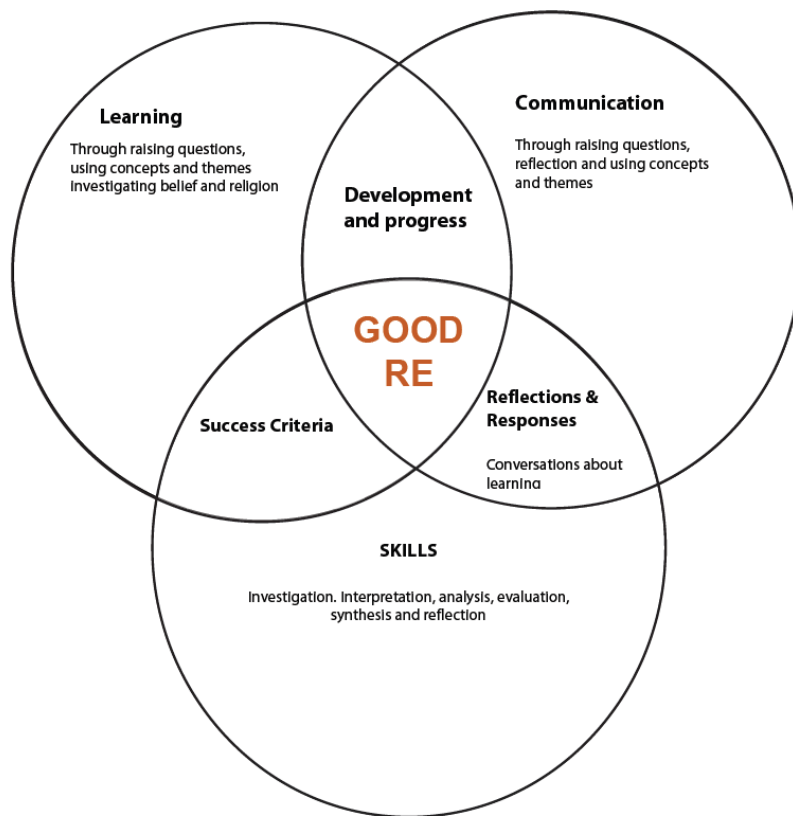 Learning
Through raising questions,
using concepts and themes
Investigating belief and religion
Communication
Through raising questions,
reflection and using concepts
and themes
Development
and progress
GOOD
RE
Success Criteria
Reflections &
Responses
Conversations about
learning
SKILLS
Investigation. Interpretation, analysis, evaluation,
synthesis and reflection